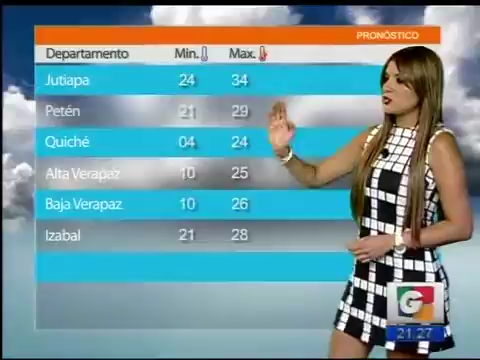 PRONÓSTICO
Departamento Min. Max.
Jutiapa 24 34
Petén 21 29
Quiché 04 24
Alta Verapaz 10 25
Baja Verapaz 10 26
Izabal 21 28
G
21:27